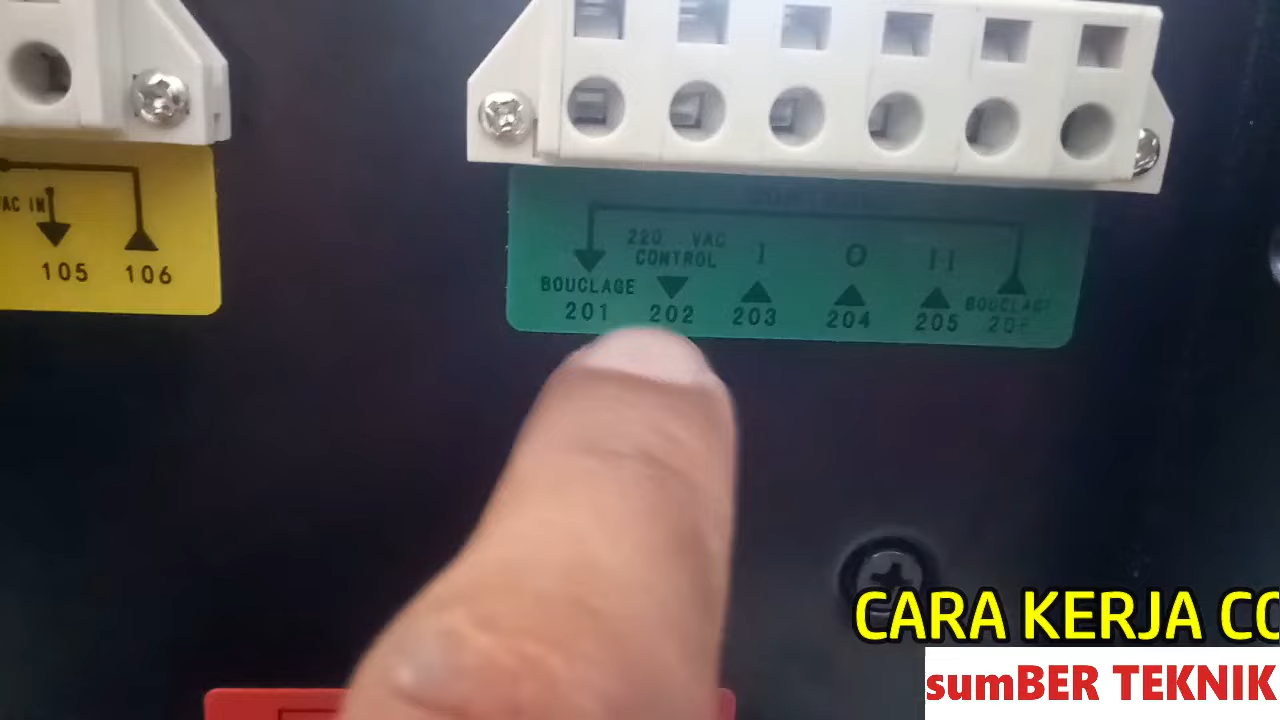 AC IN
105 106
220 VAC
CONTROL
I O II
BOUCLAGE
201 202 203 204 205
BOUCLAGE
CARA KERJA CO
sumBER TEKNIK